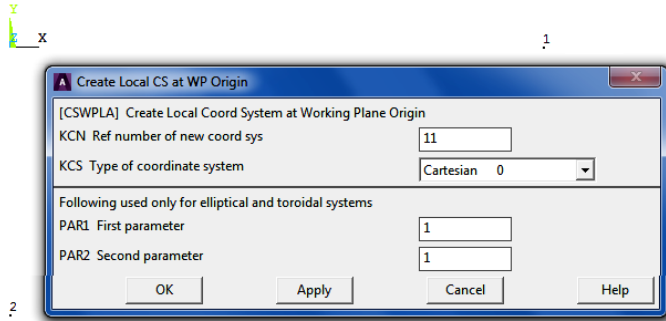 Y
Z X
1
Create Local CS at WP Origin
[CSWPLA] Create Local Coord System at Working Plane Origin
KCN Ref number of new coord sys 11
KCS Type of coordinate system Cartesian 0
Following used only for elliptical and toroidal systems
PAR1 First parameter 1
PAR2 Second parameter 1
OK Apply Cancel Help
2